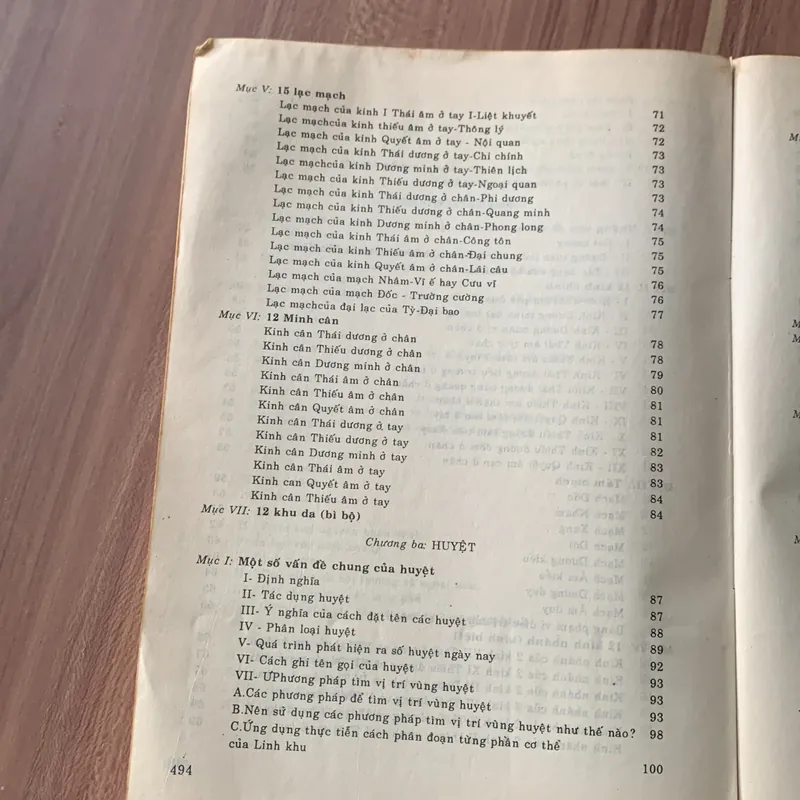 Mục V: 15 lạc mạch
Lạc mạch của kinh I Thái âm ở tay I-Liệt khuyết 71
Lạc mạchcủa kinh thiếu âm ở tay-Thông lý 72
Lạc mạch của kinh Quyết âm ở tay - Nội quan 72
Lạc mạch của kinh Thái dương ở tay-Chi chính 73
Lạc mạchcủa kinh Dương minh ở tay-Thiên lịch 73
Lạc mạch của kinh Thiếu dương ở tay-Ngoại quan 73
Lạc mạch của kinh Thái dương ở chân-Phi dương 73
Lạc mạch của kinh Thiếu dương ở chân-Quang minh 74
Lạc mạch của kinh Dương minh ở chân-Phong long 74
Lạc mạch của kinh Thái âm ở chân-Công tôn 75
Lạc mạch của kinh Thiếu âm ở chân-Đại chung 75
Lạc mạch của kinh Quyết âm ở chân-Lãi câu 75
Lạc mạch của mạch Nhâm-Vĩ ế hay Cưu vĩ 76
Lạc mạch của mạch Đốc - Trường cường 76
Lạc mạchcủa đại lạc của Tỳ-Đại bao 77
Mục VI: 12 Minh cân
Kinh cân Thái dương ở chân 78
Kinh cân Thiếu dương ở chân 78
Kinh cân Dương minh ở chân 79
Kinh cân Thái âm ở chân 80
Kinh cân Thiếu âm ở chân 81
Kinh cân Quyết âm ở chân 81
Kinh cân Thái dương ở tay 81
Kinh cân Thiếu dương ở tay 82
Kinh cân Dương minh ở tay 83
Kinh cân Thái âm ở tay 83
Kinh can Quyết âm ở tay 84
Kinh cân Thiếu âm ở tay 84
Mục VII: 12 khu da (bì bộ)
Chương ba: HUYỆT
Mục I: Một số vấn đề chung của huyệt
I- Định nghĩa 87
II- Tác dụng huyệt 87
III- Ý nghĩa của cách đặt tên các huyệt 88
IV - Phân loại huyệt 89
V- Quá trình phát hiện ra số huyệt ngày nay 92
VI- Cách ghi tên gọi của huyệt 93
VII- ƯPhương pháp tìm vị trí vùng huyệt 93
A.Các phương pháp để tìm vị trí vùng huyệt 93
B.Nên sử dụng các phương pháp tìm vị trí vùng huyệt như thế nào? 98
C.Ứng dụng thực tiễn cách phân đoạn từng phần cơ thể
của Linh khu 100
494